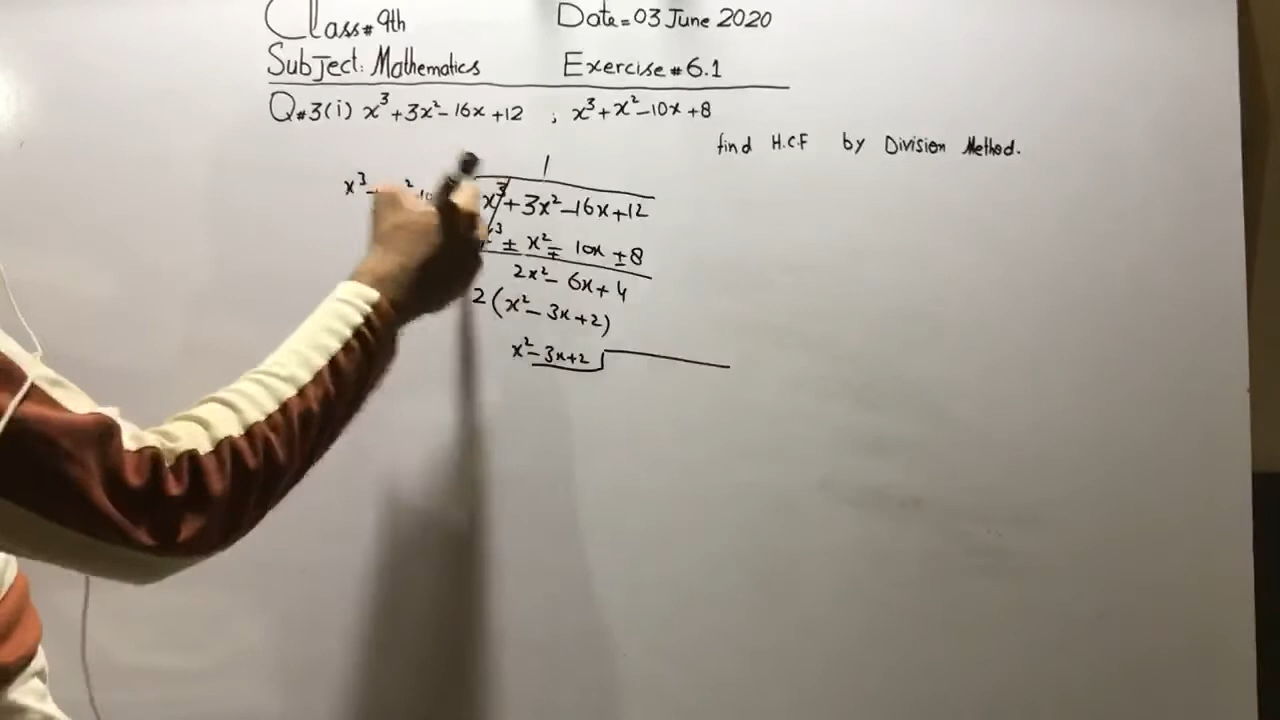 Class# 9th Date=03 June 2020
Subject: Mathematics Exercise#6.1
Q#3(i) x³+3x²-16x+12 ; x³+x²-10x+8
find H.C.F by Division Method.
1
x³ x³+3x²-16x+12
± x² ∓ 10x ±8
2x²-6x+4
2(x²-3x+2)
x²-3x+2